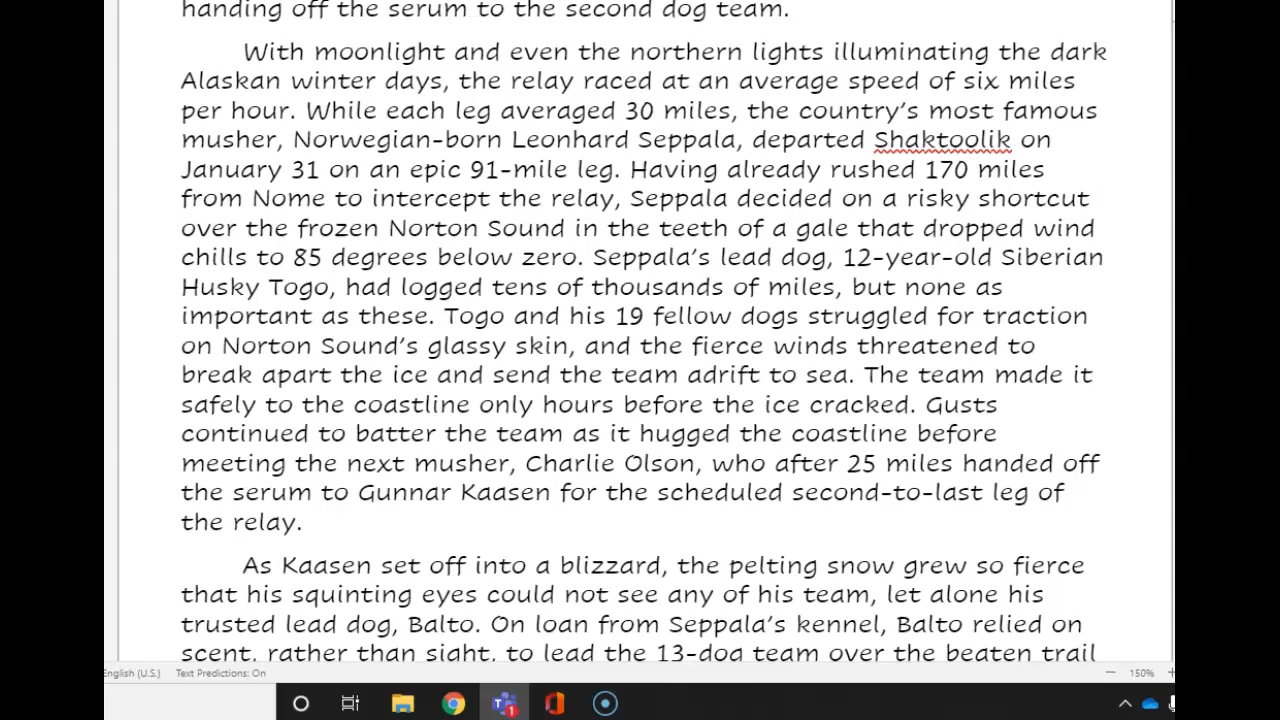 handing off the serum to the second dog team.
With moonlight and even the northern lights illuminating the dark
Alaskan winter days, the relay raced at an average speed of six miles
per hour. While each leg averaged 30 miles, the country's most famous
musher, Norwegian-born Leonhard Seppala, departed Shaktoolik on
January 31 on an epic 91-mile leg. Having already rushed 170 miles
from Nome to intercept the relay, Seppala decided on a risky shortcut
over the frozen Norton Sound in the teeth of a gale that dropped wind
chills to 85 degrees below zero. Seppala's lead dog, 12-year-old Siberian
Husky Togo, had logged tens of thousands of miles, but none as
important as these. Togo and his 19 fellow dogs struggled for traction
on Norton Sound's glassy skin, and the fierce winds threatened to
break apart the ice and send the team adrift to sea. The team made it
safely to the coastline only hours before the ice cracked. Gusts
continued to batter the team as it hugged the coastline before
meeting the next musher, Charlie Olson, who after 25 miles handed off
the serum to Gunnar Kaasen for the scheduled second-to-last leg of
the relay.
As Kaasen set off into a blizzard, the pelting snow grew so fierce
that his squinting eyes could not see any of his team, let alone his
trusted lead dog, Balto. On loan from Seppala's kennel, Balto relied on
scent, rather than sight, to lead the 13-dog team over the beaten trail
English (U.S.) Text Predictions: On 150%
1